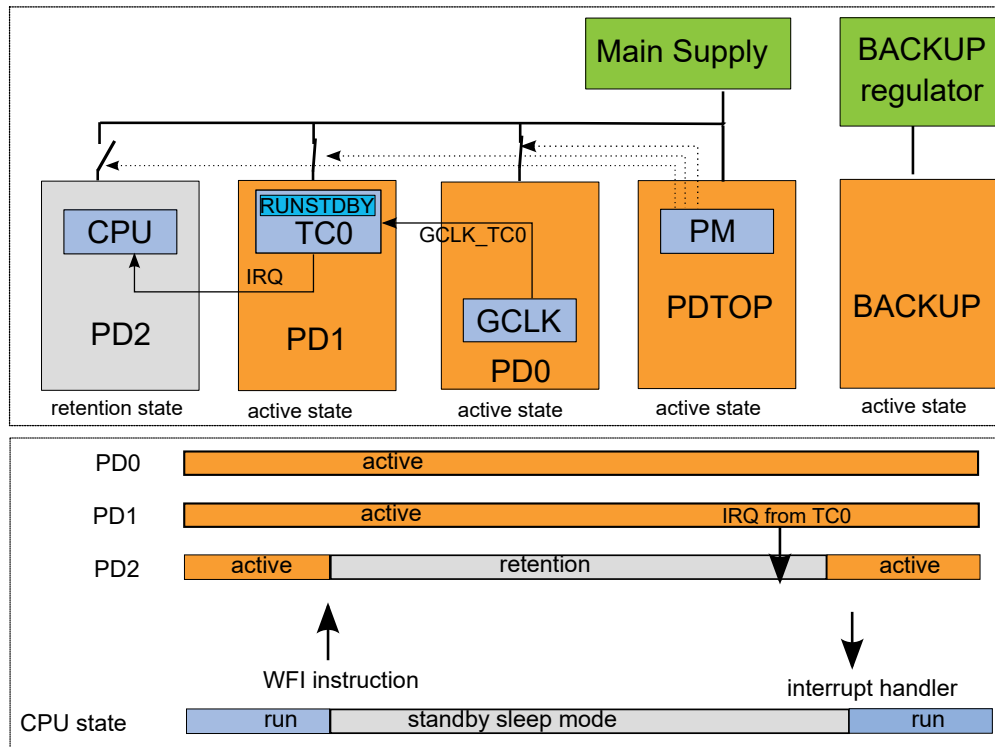 Main Supply
BACKUP
regulator
CPU
RUNSTDBY
TC0
GCLK_TC0
PM
IRQ
GCLK
PD2
PD1
PD0
PDTOP
BACKUP
retention state
active state
active state
active state
active state
PD0
active
PD1
active
IRQ from TC0
PD2
active
retention
active
WFI instruction
interrupt handler
CPU state
run
standby sleep mode
run